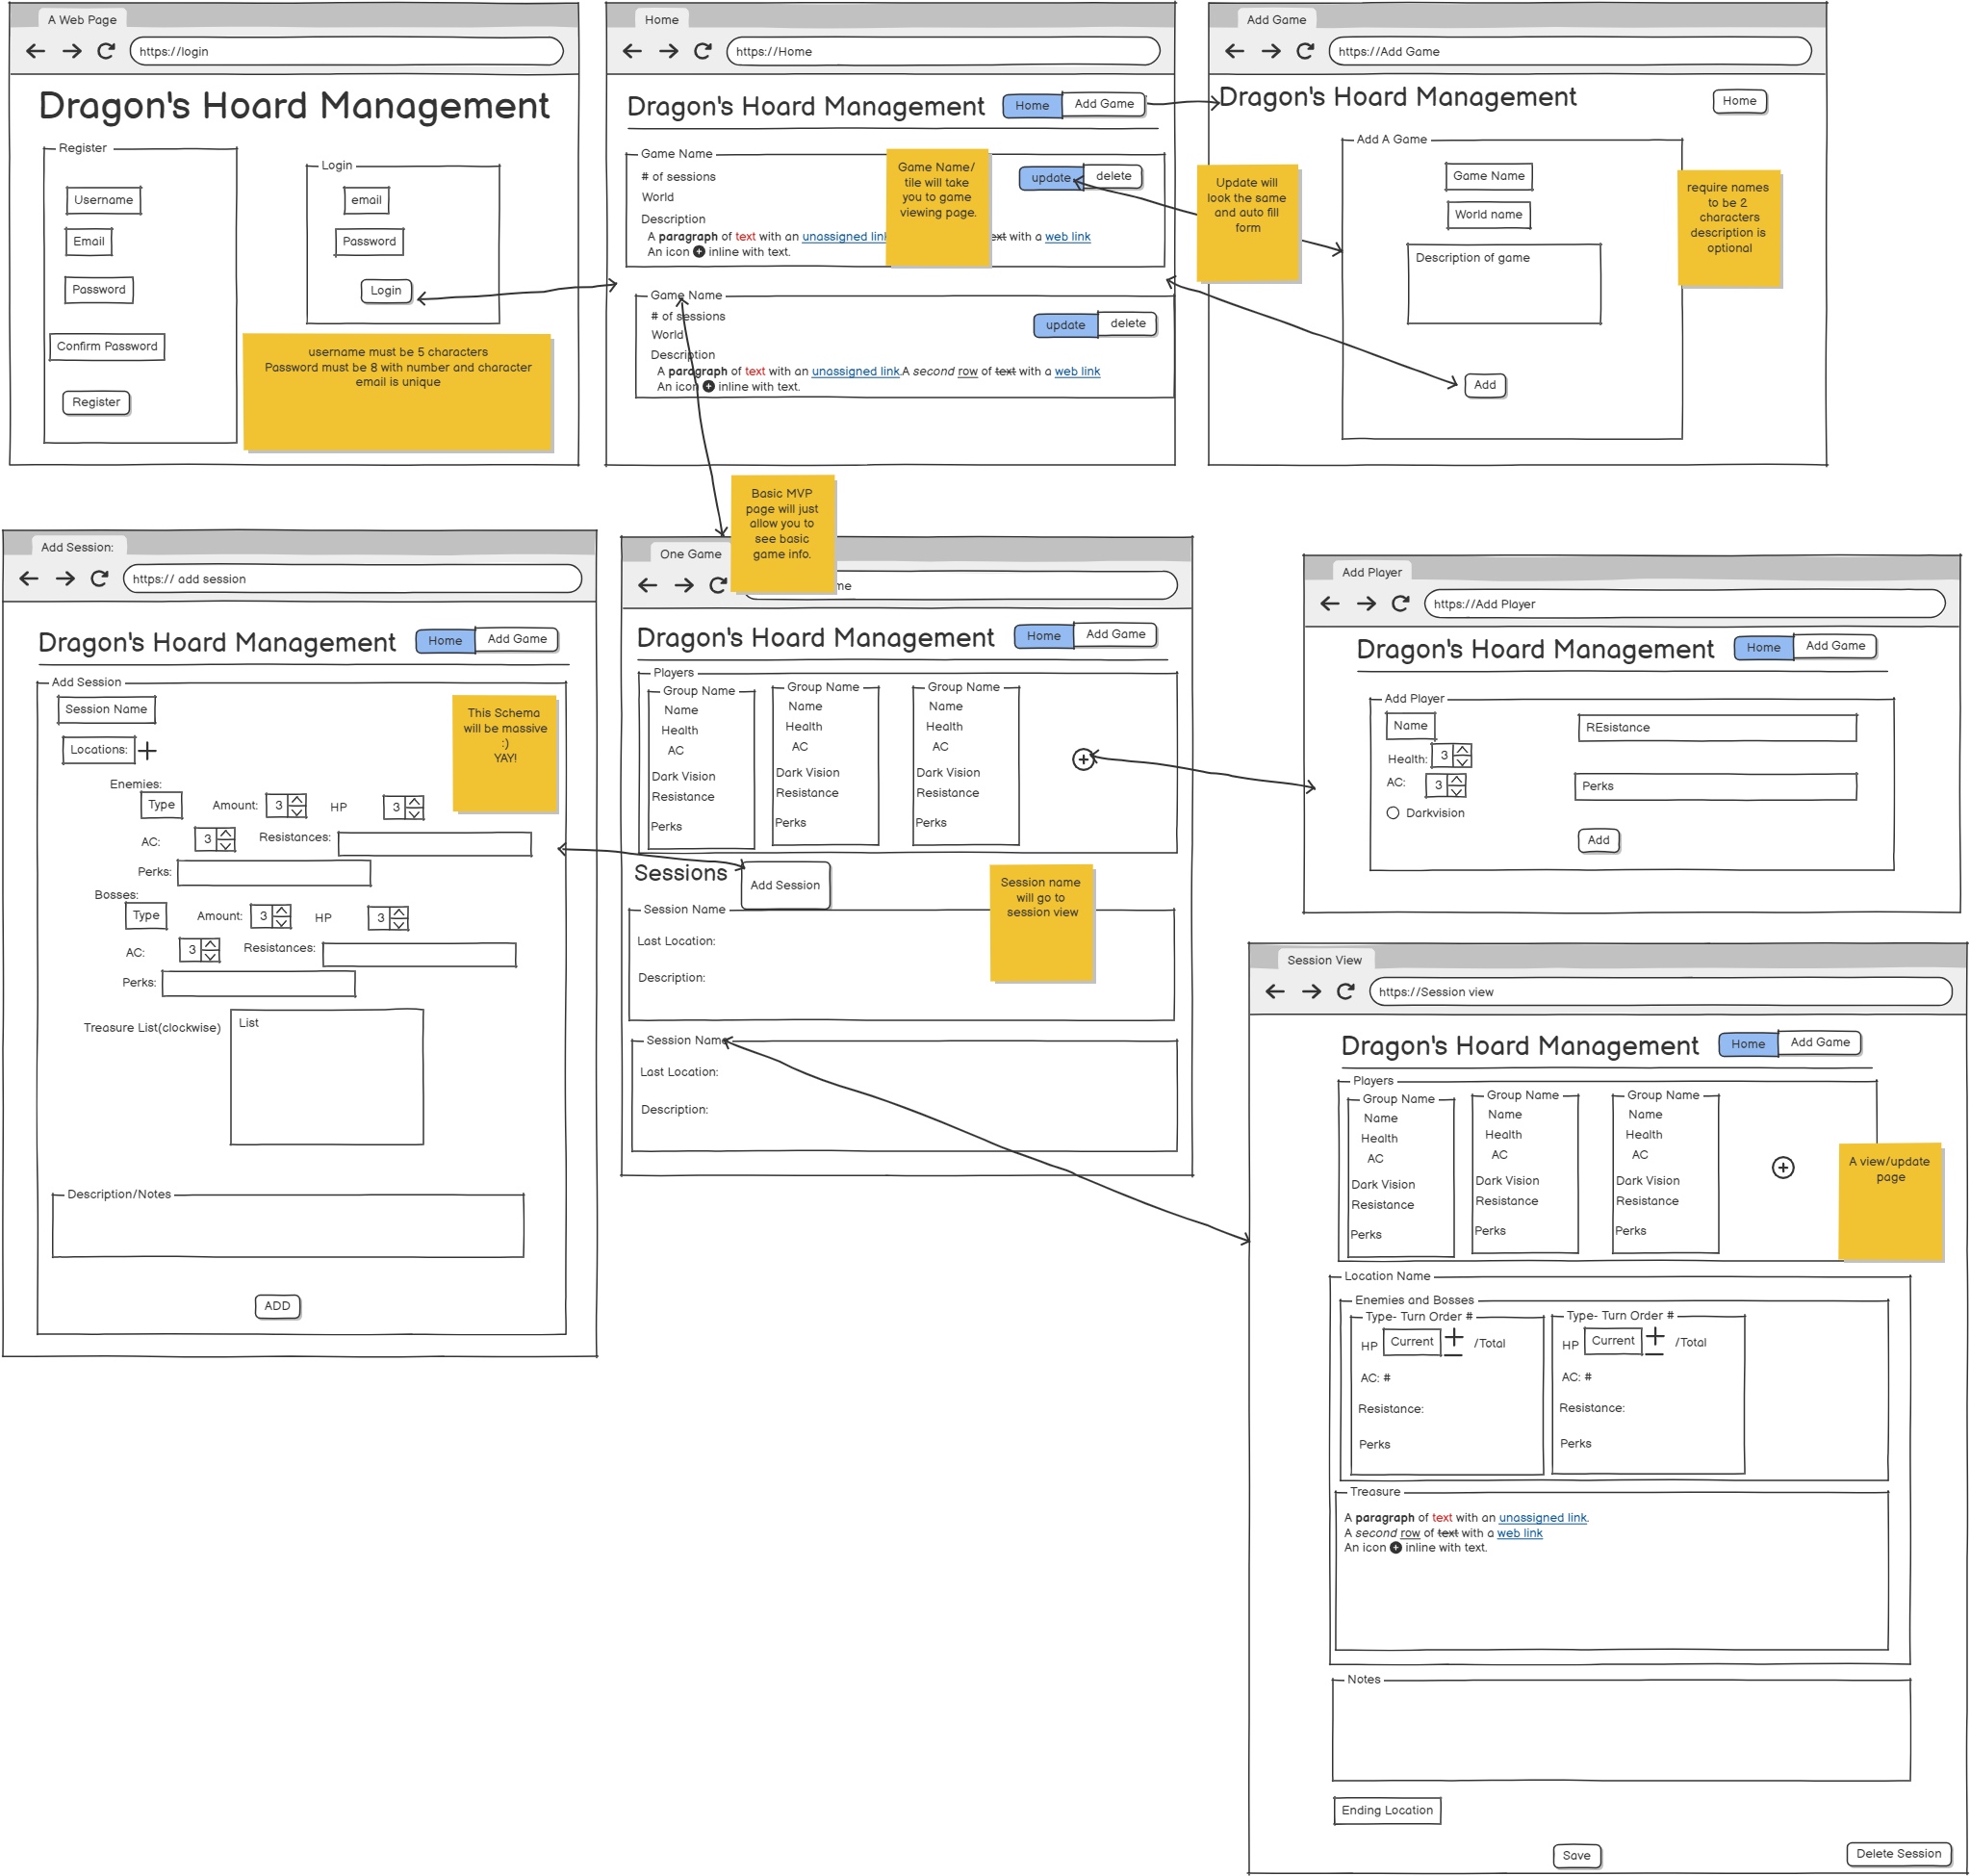 A Web Page
https://login
Dragon's Hoard Management
Register
Username
Email
Password
Confirm Password
Register
Login
email
Password
Login
username must be 5 characters
Password must be 8 with number and character
email is unique
Home
https://Home
Dragon's Hoard Management
Home
Add Game
Game Name
# of sessions
World
Description
A paragraph of text with an unassigned link
text with a web link
An icon inline with text.
update
delete
Game Name/
tile will take
you to game
viewing page.
Game Name
# of sessions
World
Description
A paragraph of text with an unassigned link.A second row of text with a web link
An icon inline with text.
update
delete
Add Game
https://Add Game
Dragon's Hoard Management
Home
Add A Game
Game Name
World name
Description of game
Add
Update will
look the same
and auto fill
form
require names
to be 2
characters
description is
optional
Add Session:
https:// add session
Dragon's Hoard Management
Home
Add Game
Add Session
Session Name
Locations:
This Schema
will be massive
:)
YAY!
Enemies:
Type
Amount:
3
HP
3
AC:
3
Resistances:
Perks:
Bosses:
Type
Amount:
3
HP
3
AC:
3
Resistances:
Perks:
Treasure List(clockwise)
List
Description/Notes
ADD
Basic MVP
page will just
allow you to
see basic
game info.
One Game
me
Dragon's Hoard Management
Home
Add Game
Players
Group Name
Name
Health
AC
Dark Vision
Resistance
Perks
Group Name
Name
Health
AC
Dark Vision
Resistance
Perks
Group Name
Name
Health
AC
Dark Vision
Resistance
Perks
Sessions
Add Session
Session name
will go to
session view
Session Name
Last Location:
Description:
Session Name
Last Location:
Description:
Add Player
https://Add Player
Dragon's Hoard Management
Home
Add Game
Add Player
Name
Health:
3
AC:
3
Darkvision
REsistance
Perks
Add
Session View
https://Session view
Dragon's Hoard Management
Home
Add Game
Players
Group Name
Name
Health
AC
Dark Vision
Resistance
Perks
Group Name
Name
Health
AC
Dark Vision
Resistance
Perks
Group Name
Name
Health
AC
Dark Vision
Resistance
Perks
A view/update
page
Location Name
Enemies and Bosses
Type- Turn Order #
HP
Current
/Total
AC: #
Resistance:
Perks
Type- Turn Order #
HP
Current
/Total
AC: #
Resistance:
Perks
Treasure
A paragraph of text with an unassigned link.
A second row of text with a web link
An icon inline with text.
Notes
Ending Location
Save
Delete Session